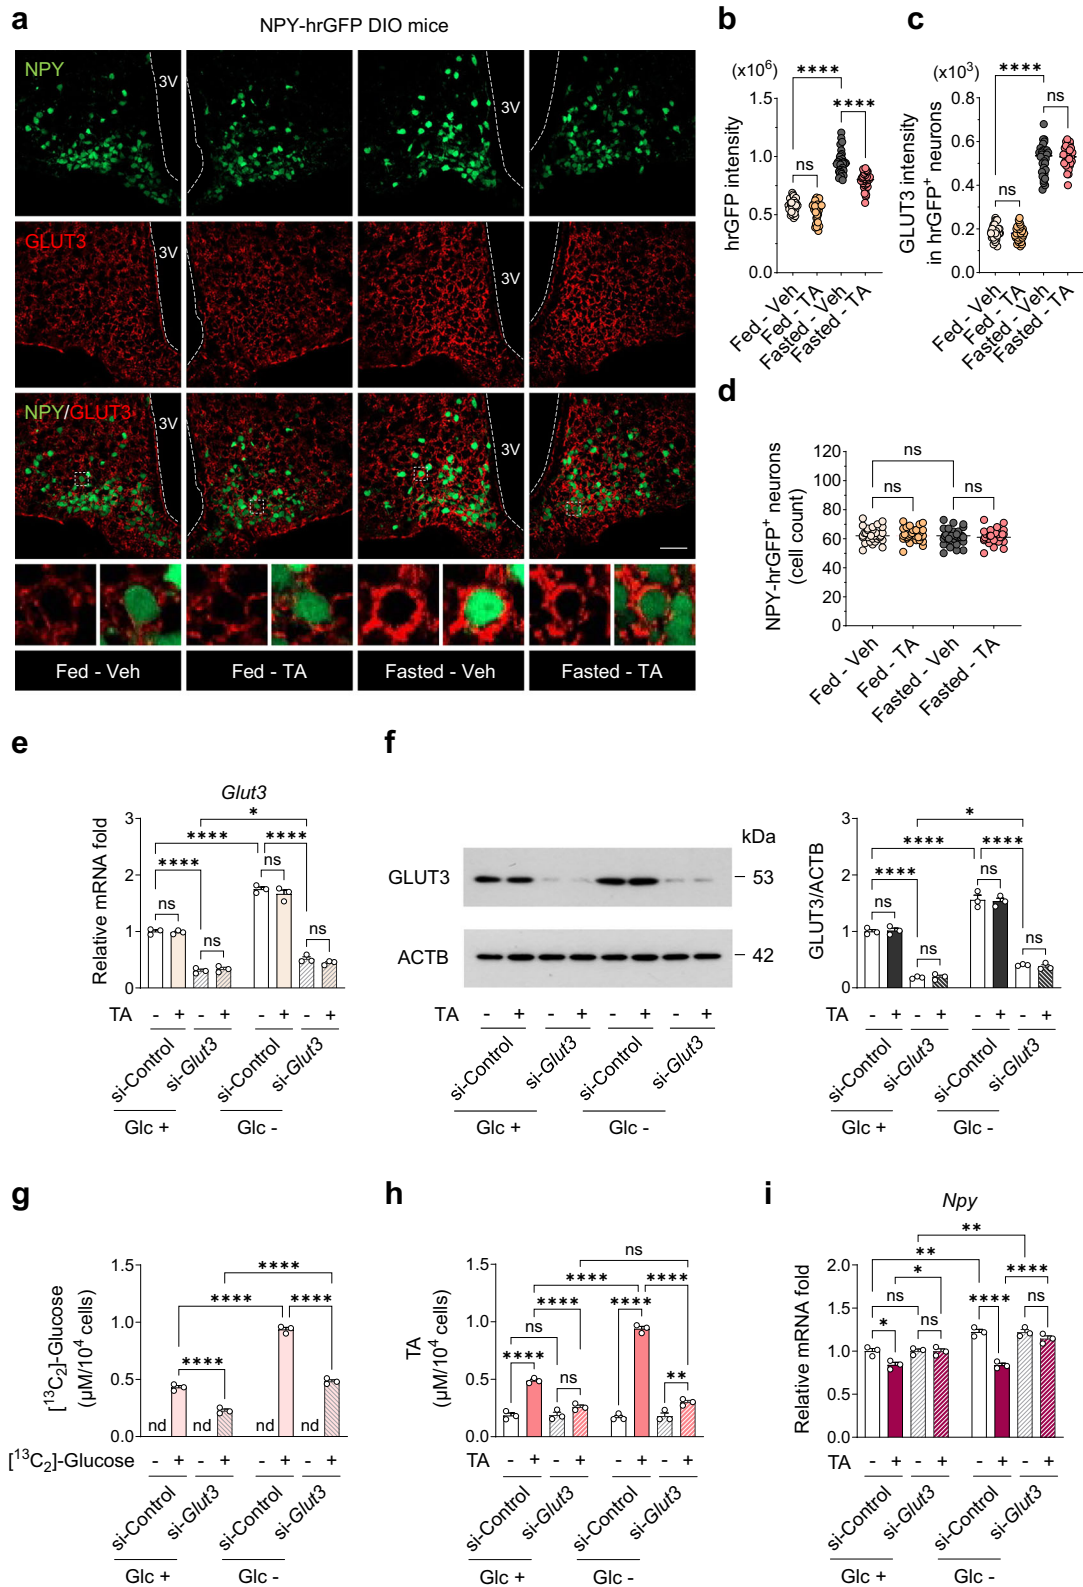 a
NPY-hrGFP DIO mice
NPY
3V
GLUT3
3V
NPY/GLUT3
3V
Fed - Veh
Fed - TA
Fasted - Veh
Fasted - TA
b
(x10⁶)
hrGFP intensity
1.5
1.0
0.5
0.0
****
****
ns
Fed - Veh
Fed - TA
Fasted - Veh
Fasted - TA
c
(x10³)
GLUT3 intensity
in hrGFP⁺ neurons
0.8
0.6
0.4
0.2
0.0
****
ns
ns
Fed - Veh
Fed - TA
Fasted - Veh
Fasted - TA
d
NPY-hrGFP⁺ neurons
(cell count)
120
100
80
60
40
20
0
ns
ns
ns
Fed - Veh
Fed - TA
Fasted - Veh
Fasted - TA
e
Glut3
Relative mRNA fold
3
2
1
0
*
**** ****
**** ns
ns ns ns
TA - + - + - + - +
si-Control si-Glut3 si-Control si-Glut3
Glc + Glc -
f
kDa
GLUT3 53
ACTB 42
TA - + - + - + - +
si-Control si-Glut3 si-Control si-Glut3
Glc + Glc -
GLUT3/ACTB
3
2
1
0
*
**** ****
**** ns
ns ns ns
TA - + - + - + - +
si-Control si-Glut3 si-Control si-Glut3
Glc + Glc -
g
[¹³C₂]-Glucose
(µM/10⁴ cells)
1.5
1.0
0.5
0.0
****
**** ****
****
nd nd nd nd
[¹³C₂]-Glucose - + - + - + - +
si-Control si-Glut3 si-Control si-Glut3
Glc + Glc -
h
TA
(µM/10⁴ cells)
1.5
1.0
0.5
0.0
ns
**** ****
**** ****
ns
**** ns **
TA - + - + - + - +
si-Control si-Glut3 si-Control si-Glut3
Glc + Glc -
i
Npy
Relative mRNA fold
2.0
1.5
1.0
0.5
0.0
**
**
* ****
ns **** ns
* ns
TA - + - + - + - +
si-Control si-Glut3 si-Control si-Glut3
Glc + Glc -